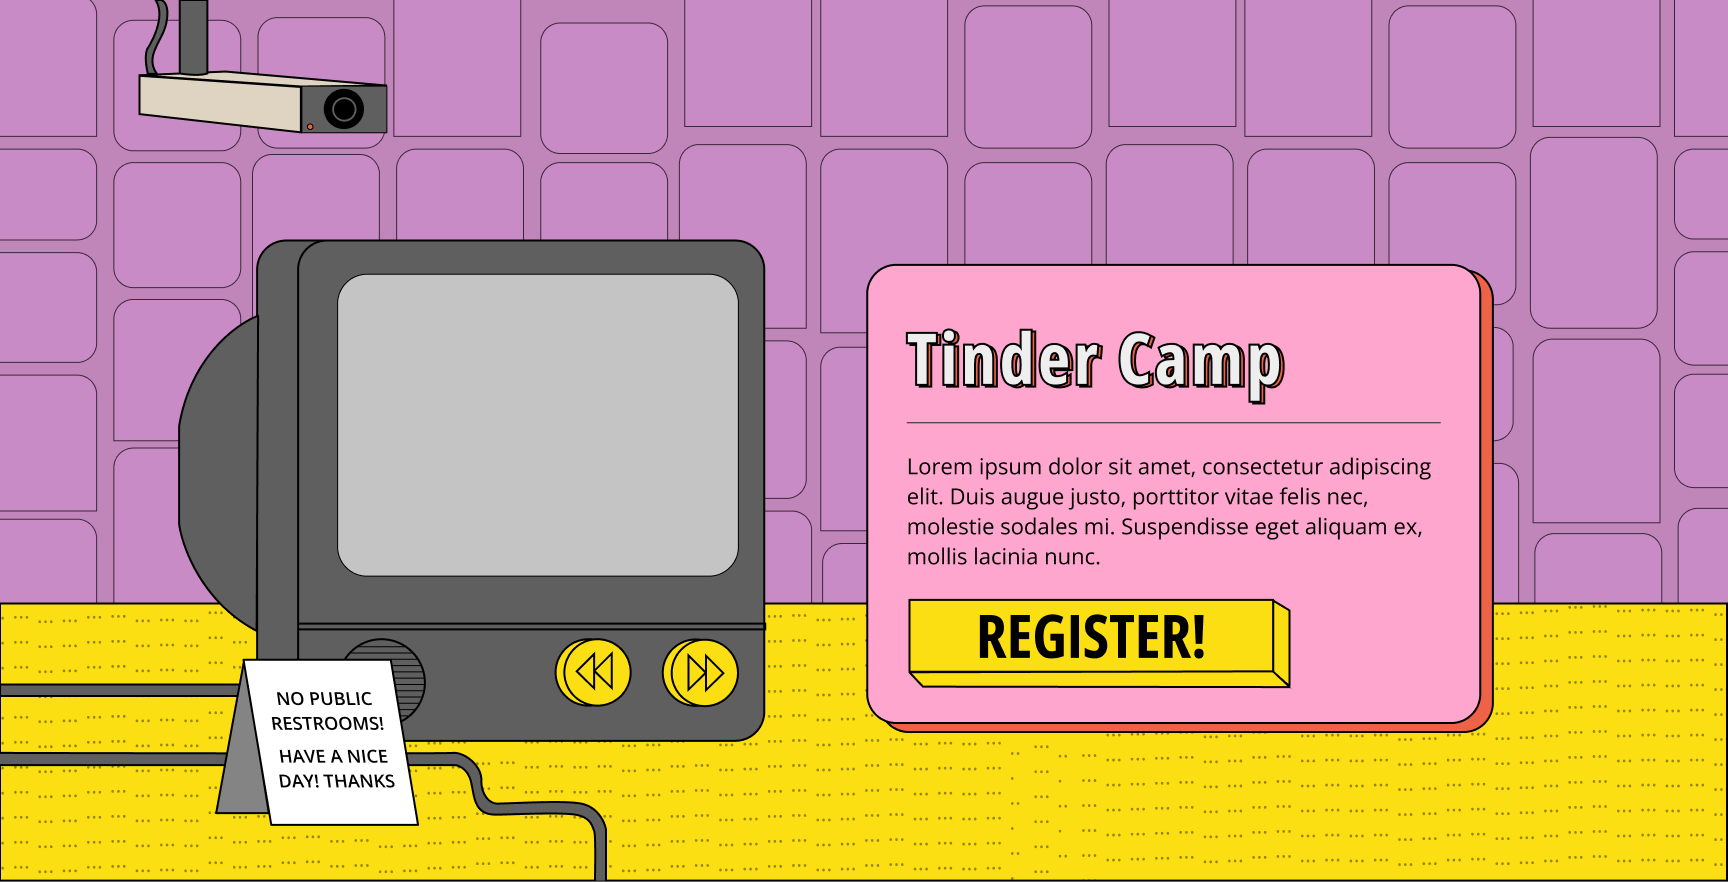 Tinder Camp
Lorem ipsum dolor sit amet, consectetur adipiscing
elit. Duis augue justo, porttitor vitae felis nec,
molestie sodales mi. Suspendisse eget aliquam ex,
mollis lacinia nunc.
REGISTER!
NO PUBLIC
RESTROOMS!
HAVE A NICE
DAY! THANKS